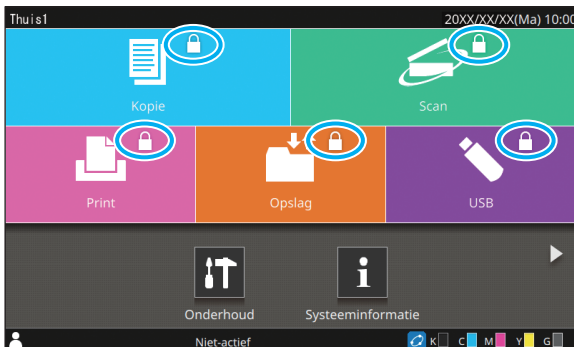 Thuis1 20XX/XX/XX(Ma) 10:00
Kopie Scan
Print Opslag USB
Onderhoud Systeeminformatie
Niet-actief K C M Y G